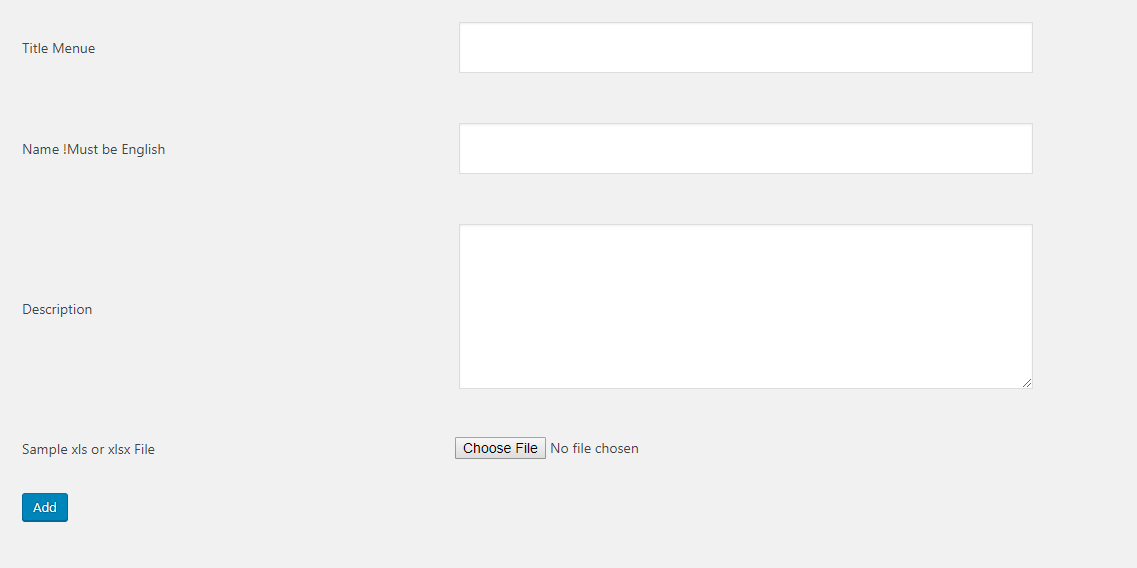 Title Menue
Name !Must be English
Description
Sample xls or xlsx File
Choose File No file chosen
Add